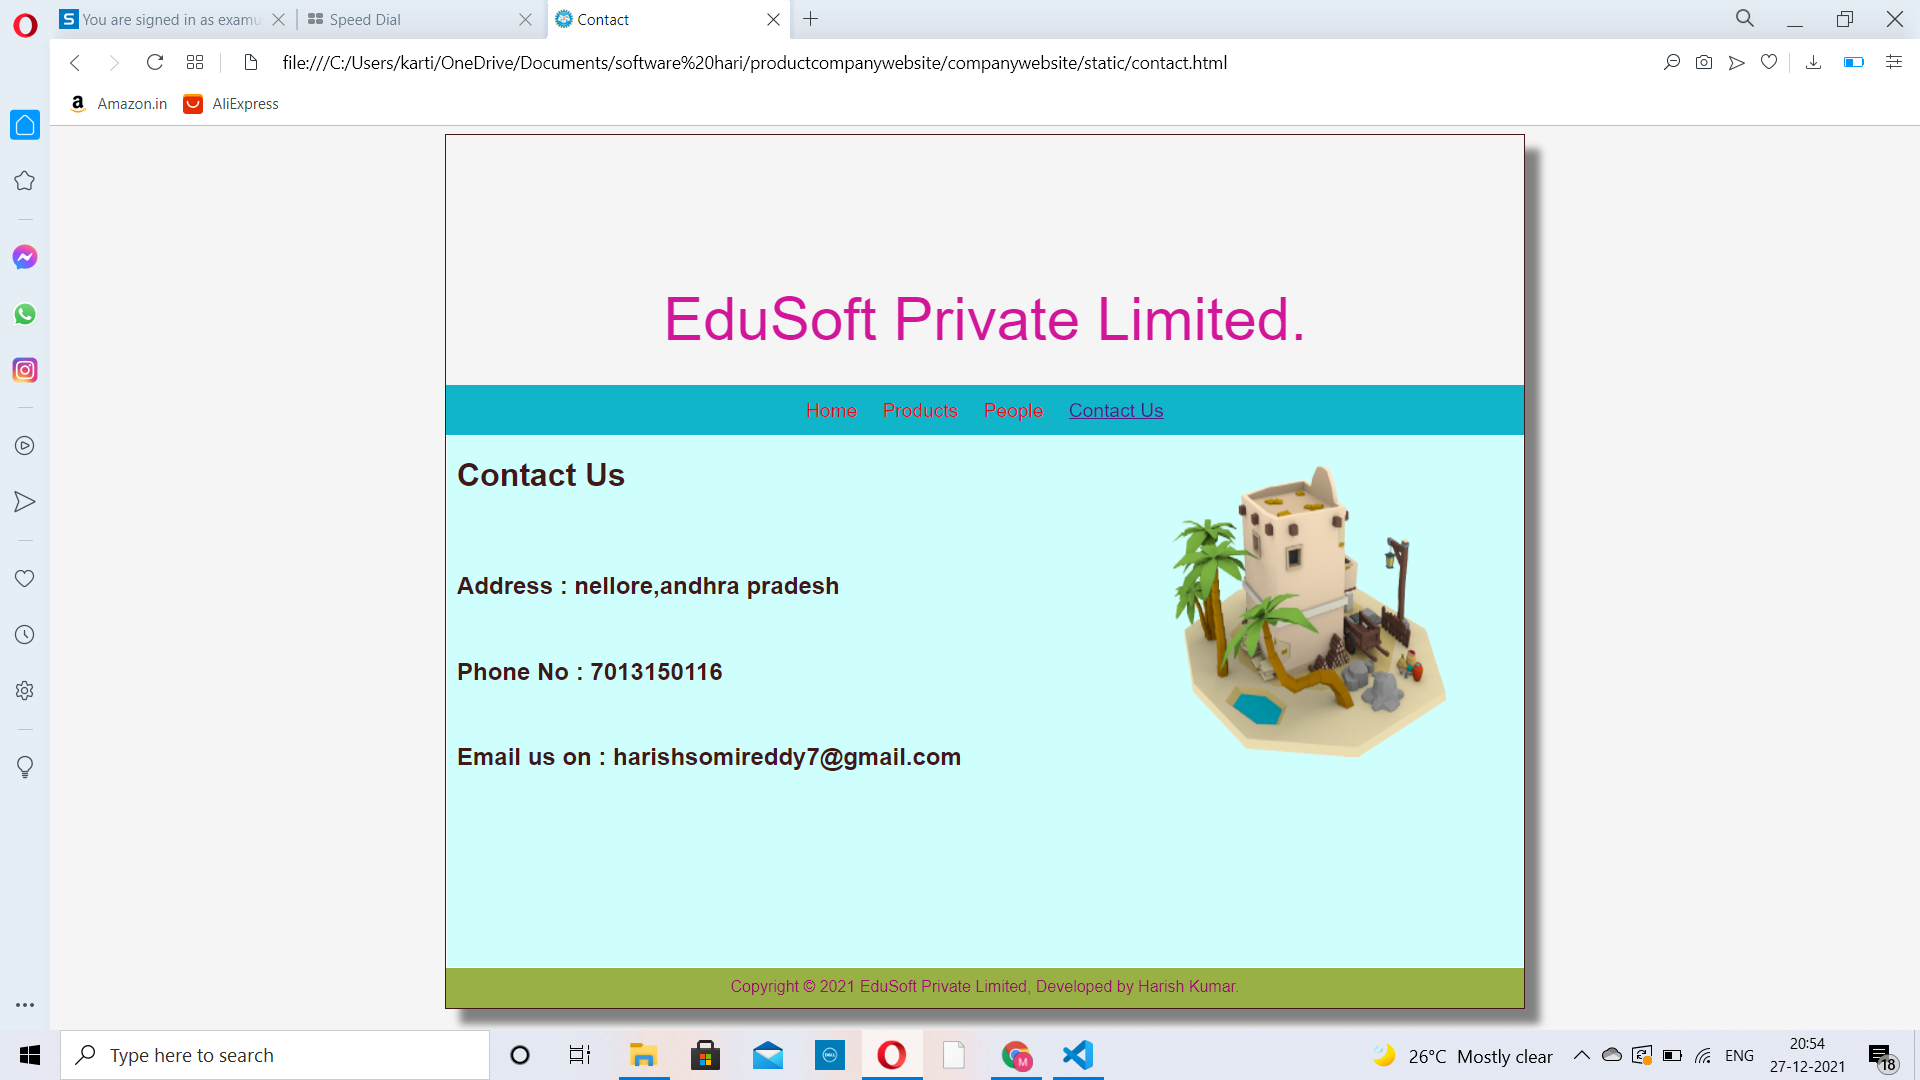 You are signed in as examu
Speed Dial
Contact
file:///C:/Users/karti/OneDrive/Documents/software%20hari/productcompanywebsite/companywebsite/static/contact.html
Amazon.in
AliExpress
EduSoft Private Limited.
Home Products People Contact Us
Contact Us
Address : nellore,andhra pradesh
Phone No : 7013150116
Email us on : harishsomireddy7@gmail.com
Copyright © 2021 EduSoft Private Limited, Developed by Harish Kumar.
Type here to search
26°C Mostly clear
ENG
20:54
27-12-2021
18